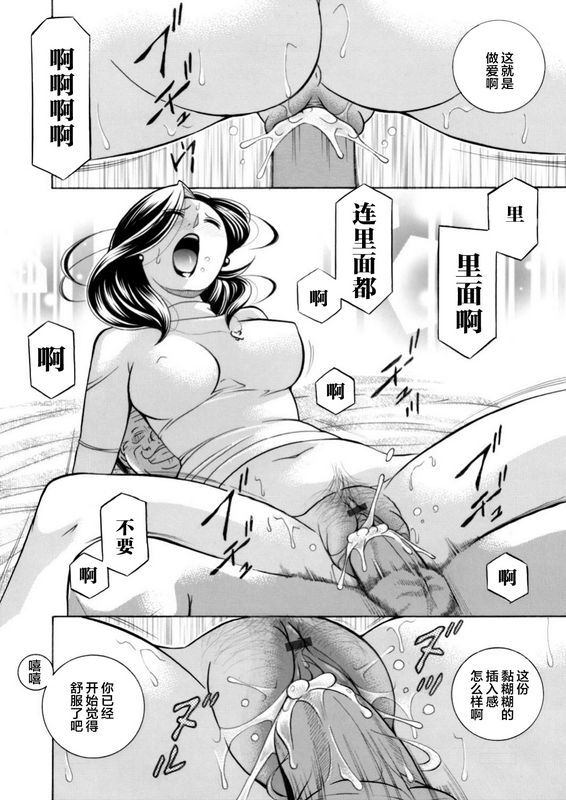 这就是
做爱啊
啊啊啊啊
里
里面啊
连里面都
啊
啊
啊
不要
啊
啊
这份
黏糊糊的
插入感
怎么样啊
你已经
开始觉得
舒服了吧
嘻嘻